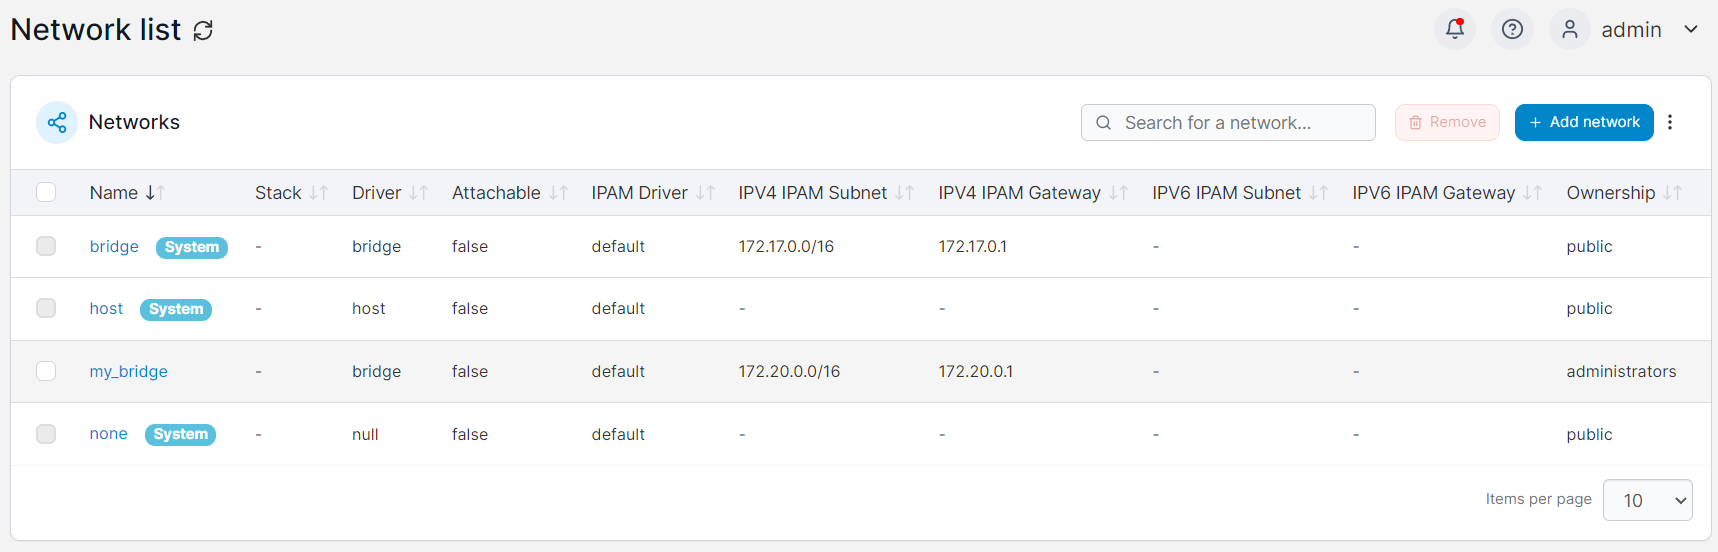 Network list
admin
Networks
Search for a network...
Remove
+ Add network
Name Stack Driver Attachable IPAM Driver IPV4 IPAM Subnet IPV4 IPAM Gateway IPV6 IPAM Subnet IPV6 IPAM Gateway Ownership
bridge System - bridge false default 172.17.0.0/16 172.17.0.1 - - public
host System - host false default - - - - public
my_bridge - bridge false default 172.20.0.0/16 172.20.0.1 - - administrators
none System - null false default - - - - public
Items per page 10